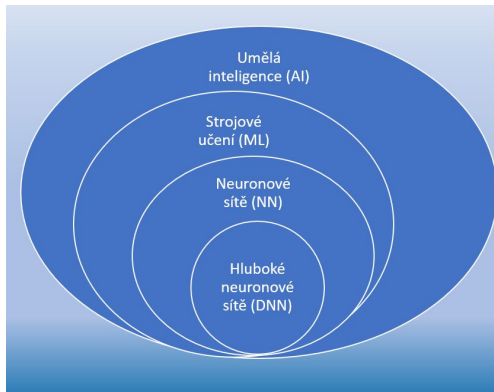 Umělá
inteligence (AI)
Strojové
učení (ML)
Neuronové
sítě (NN)
Hluboké
neuronové
sítě (DNN)